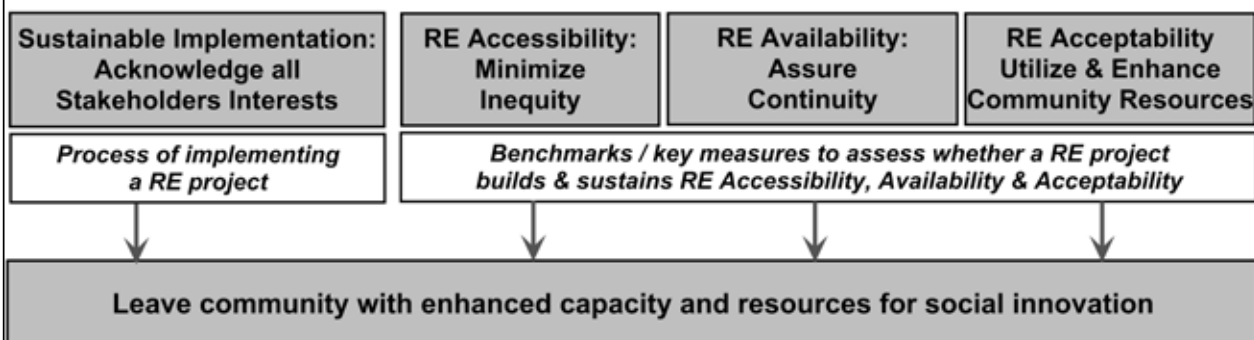 Sustainable Implementation:
Acknowledge all
Stakeholders Interests
RE Accessibility:
Minimize
Inequity
RE Availability:
Assure
Continuity
RE Acceptability
Utilize & Enhance
Community Resources
Process of implementing
a RE project
Benchmarks / key measures to assess whether a RE project
builds & sustains RE Accessibility, Availability & Acceptability
Leave community with enhanced capacity and resources for social innovation